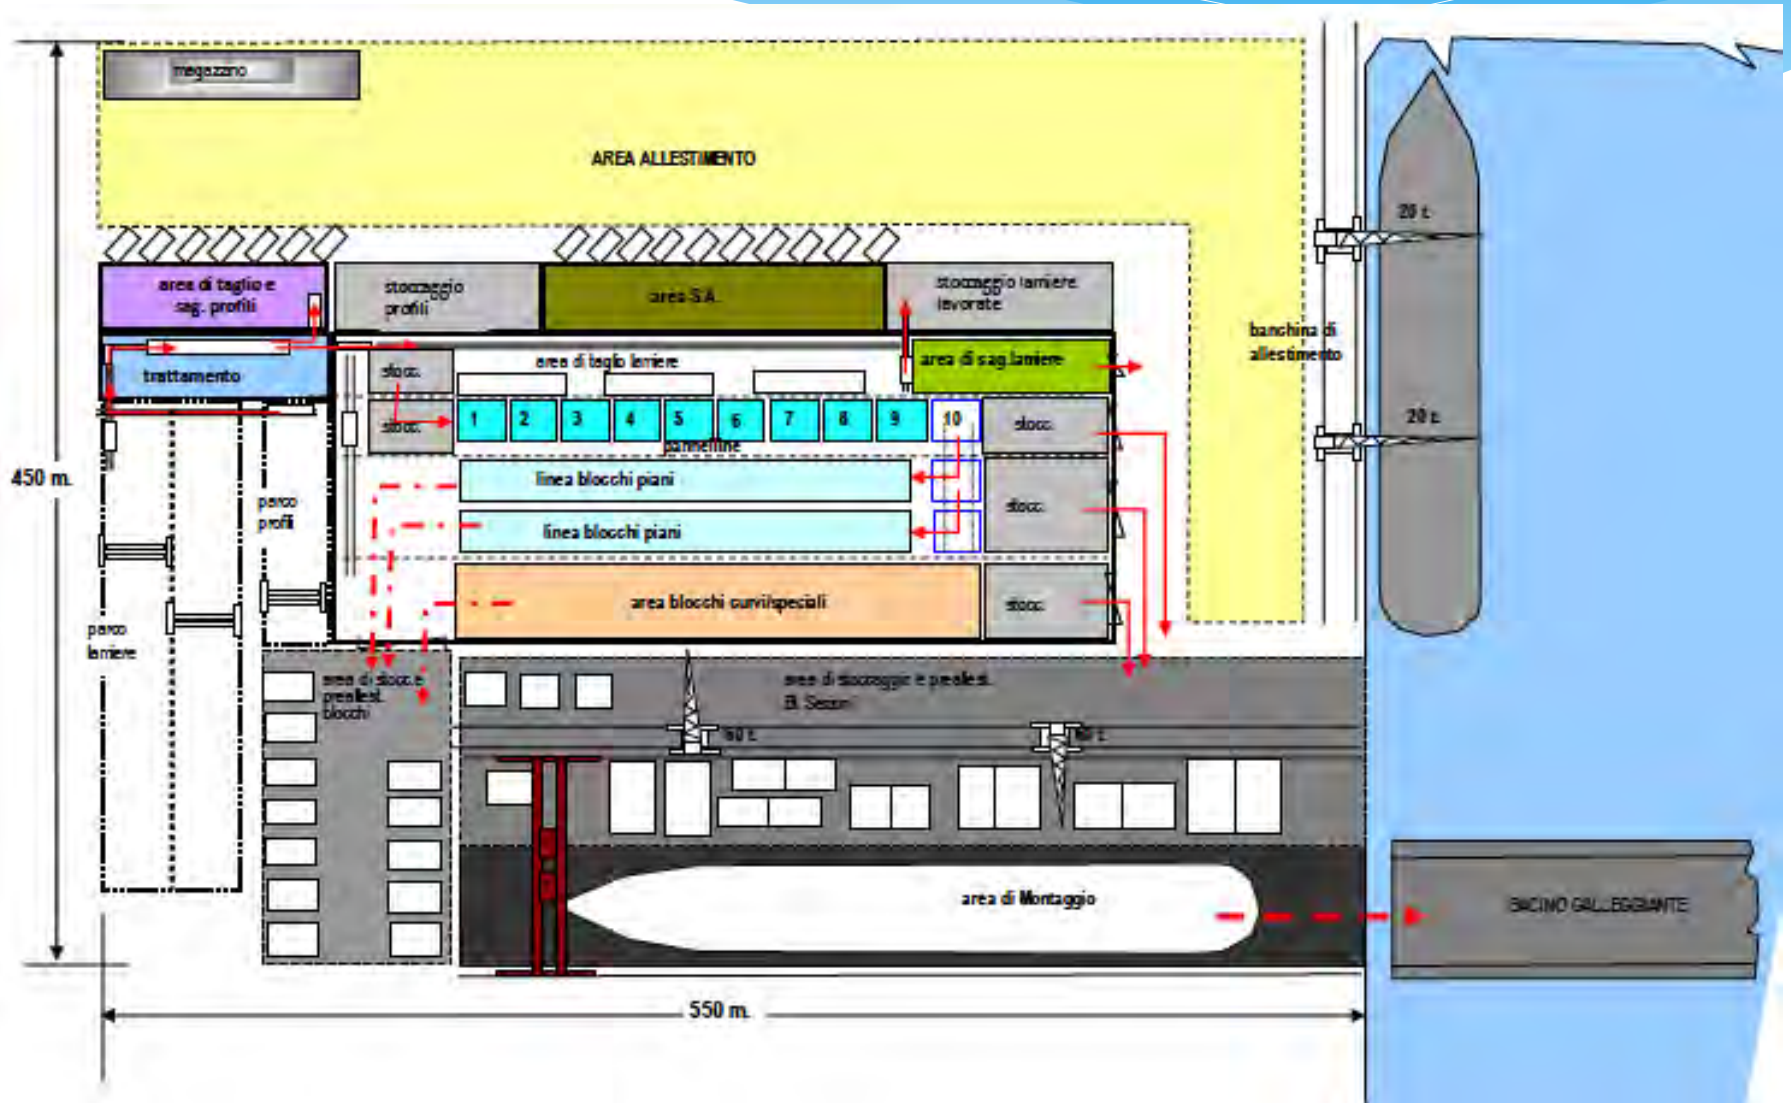 magazzino
AREA ALLESTIMENTO
20 t.
area di taglio e
sag. profili
stoccaggio
profili
area S.A.
stoccaggio lamiere
lavorate
banchina di
allestimento
trattamento
stocc.
area di taglio lamiere
area di sag.lamiere
stocc.
1 2 3 4 5 6 7 8 9 10
stocc.
pannelline
20 t.
450 m.
linea blocchi piani
parco
profili
stocc.
linea blocchi piani
area blocchi curvi/speciali
stocc.
parco
lamiere
area di stocc.e
preallest.
blocchi
area di stoccaggio e preallest.
Bl. Sezioni
60 t.
60 t.
area di Montaggio
BACINO GALLEGGIANTE
550 m.